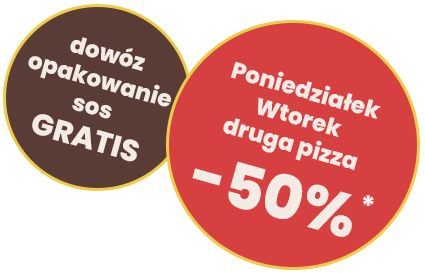 dowóz
opakowanie
sos
GRATIS
Poniedziałek
Wtorek
druga pizza
-50%*